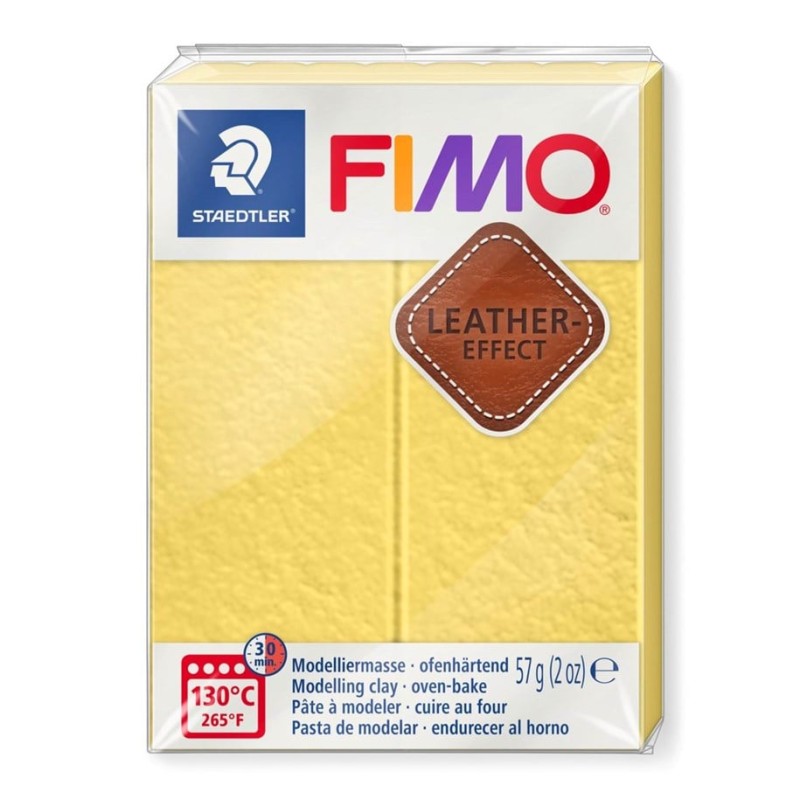 STAEDTLER®
FIMO®
LEATHER-
EFFECT
30
min.
130°C
265°F
Modelliermasse · ofenhärtend
Modelling clay · oven-bake
Pâte à modeler · cuire au four
Pasta de modelar · endurecer al horno
57 g (2 oz) ℮